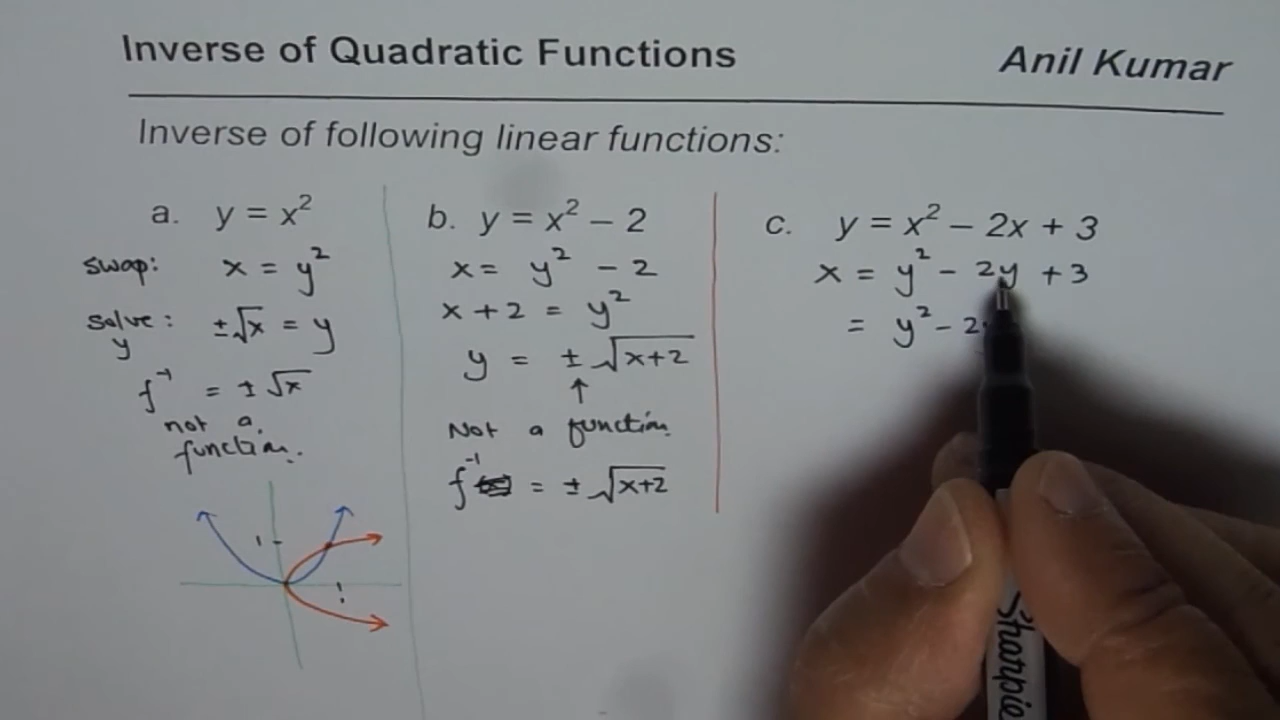 Inverse of Quadratic Functions
Anil Kumar
Inverse of following linear functions:
a. y = x² 
swap: x = y²
solve: ±√x = y
y
f⁻¹ = ±√x
not a
function.
1
1
b. y = x² – 2
x = y² - 2
x + 2 = y²
y = ± √(x+2)
↑
Not a function.
f⁻¹ = ± √(x+2)
c. y = x² – 2x + 3
x = y² - 2y + 3
= y² - 2
Sharpie